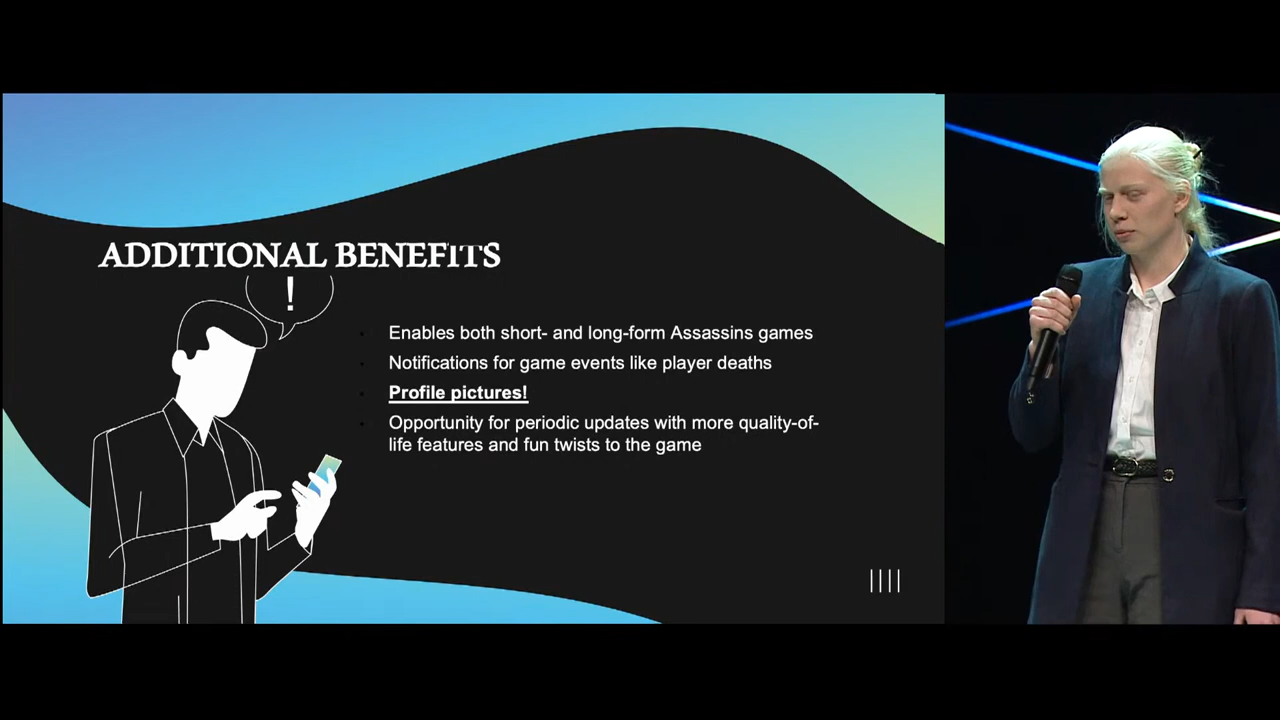 ADDITIONAL BENEFITS
!
Enables both short- and long-form Assassins games
Notifications for game events like player deaths
Profile pictures!
Opportunity for periodic updates with more quality-of-
life features and fun twists to the game